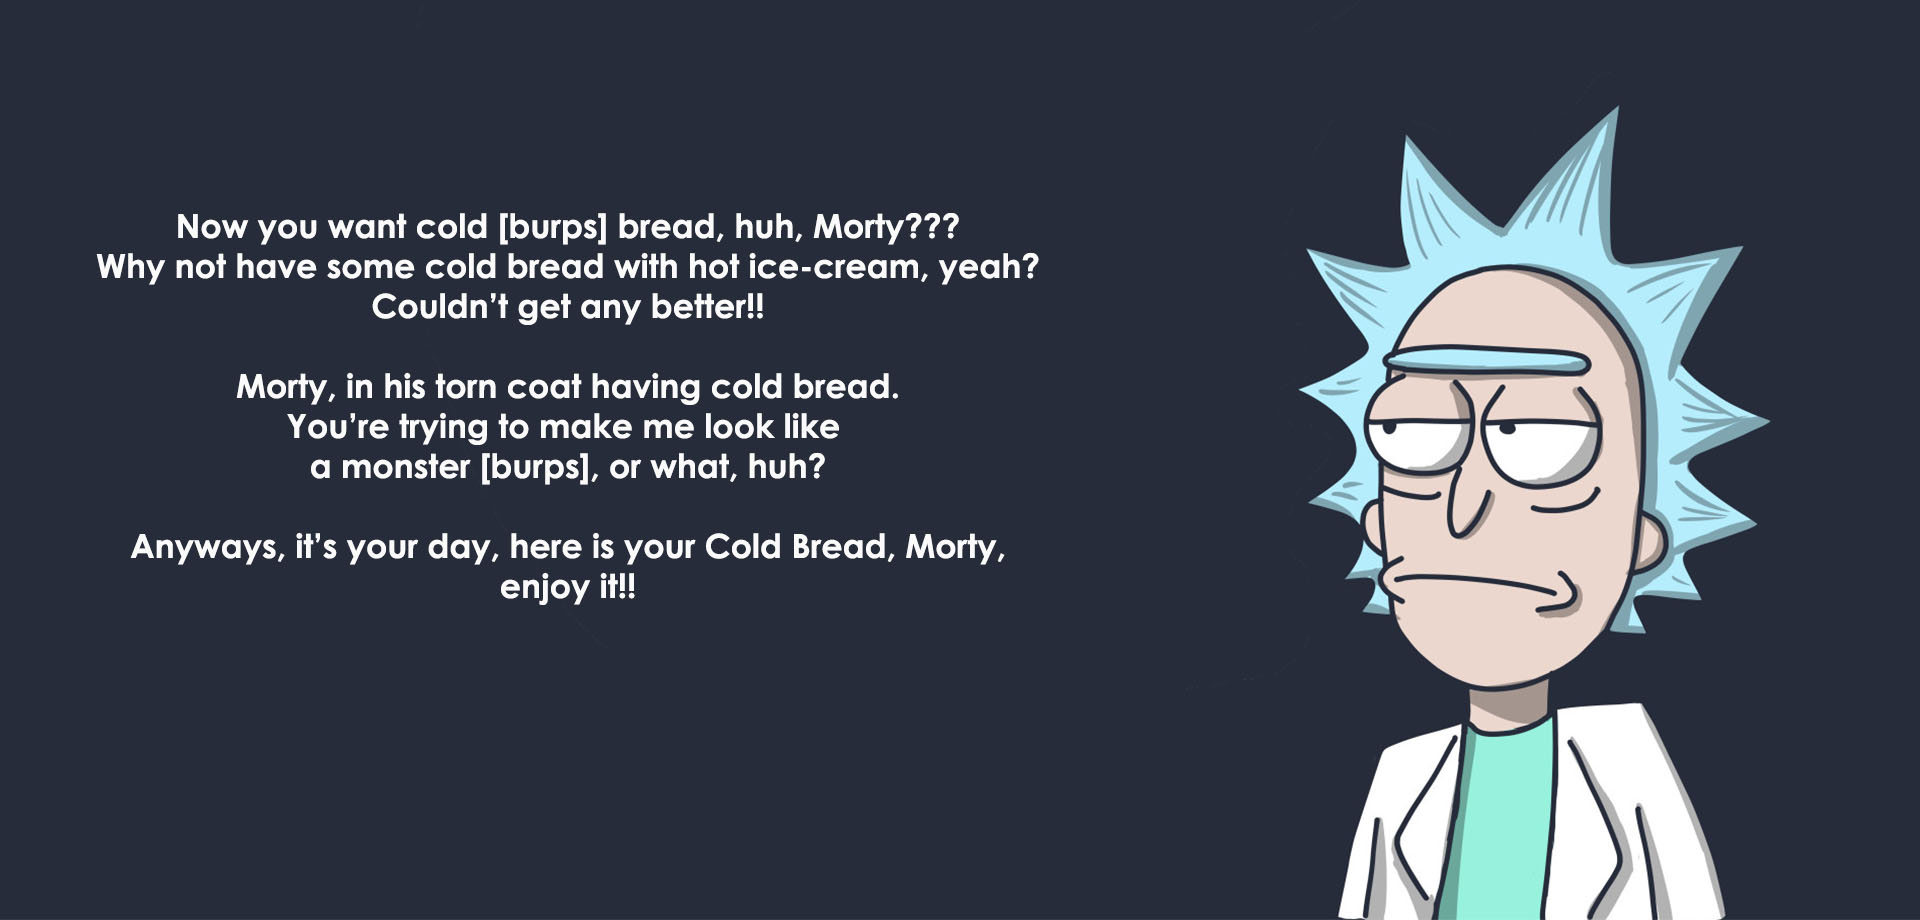 Now you want cold [burps] bread, huh, Morty???
Why not have some cold bread with hot ice-cream, yeah?
Couldn’t get any better!!
Morty, in his torn coat having cold bread.
You’re trying to make me look like
a monster [burps], or what, huh?
Anyways, it’s your day, here is your Cold Bread, Morty,
enjoy it!!